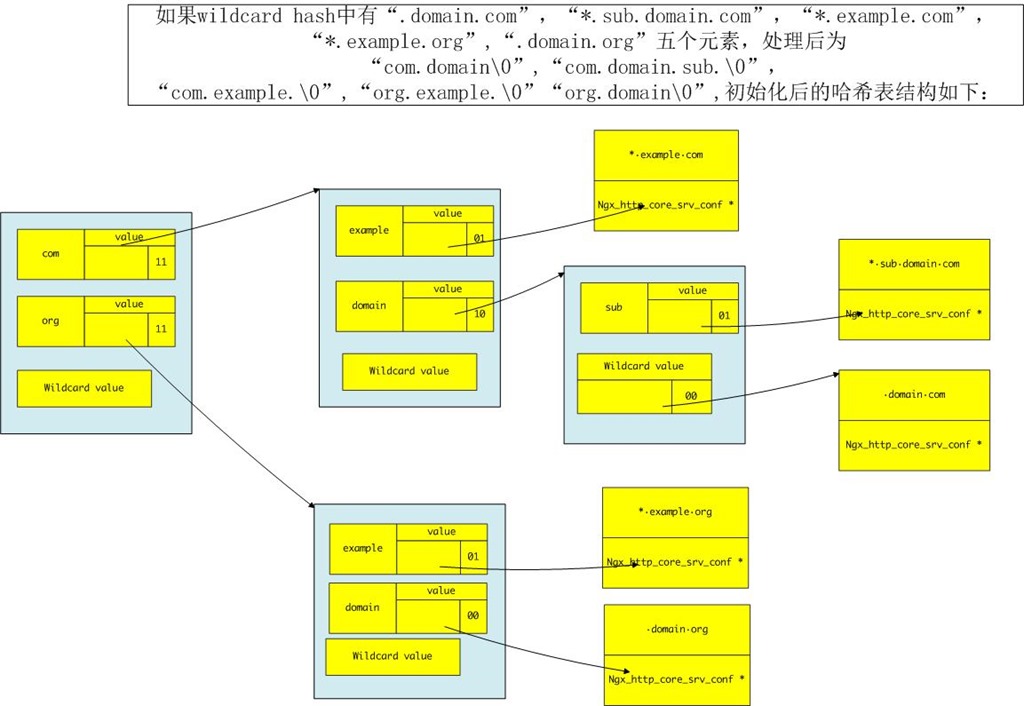 如果wildcard hash中有“.domain.com”，“*.sub.domain.com”，“*.example.com”，
“*.example.org”,“.domain.org”五个元素，处理后为
“com.domain\0”,“com.domain.sub.\0”，
“com.example.\0”,“org.example.\0”“org.domain\0”,初始化后的哈希表结构如下：
*.example.com
Ngx_http_core_srv_conf *
example
value
01
com
value
11
*.sub.domain.com
Ngx_http_core_srv_conf *
domain
value
10
sub
value
01
org
value
11
Wildcard value
Wildcard value
00
Wildcard value
.domain.com
Ngx_http_core_srv_conf *
*.example.org
Ngx_http_core_srv_conf *
example
value
01
domain
value
00
Wildcard value
.domain.org
Ngx_http_core_srv_conf *